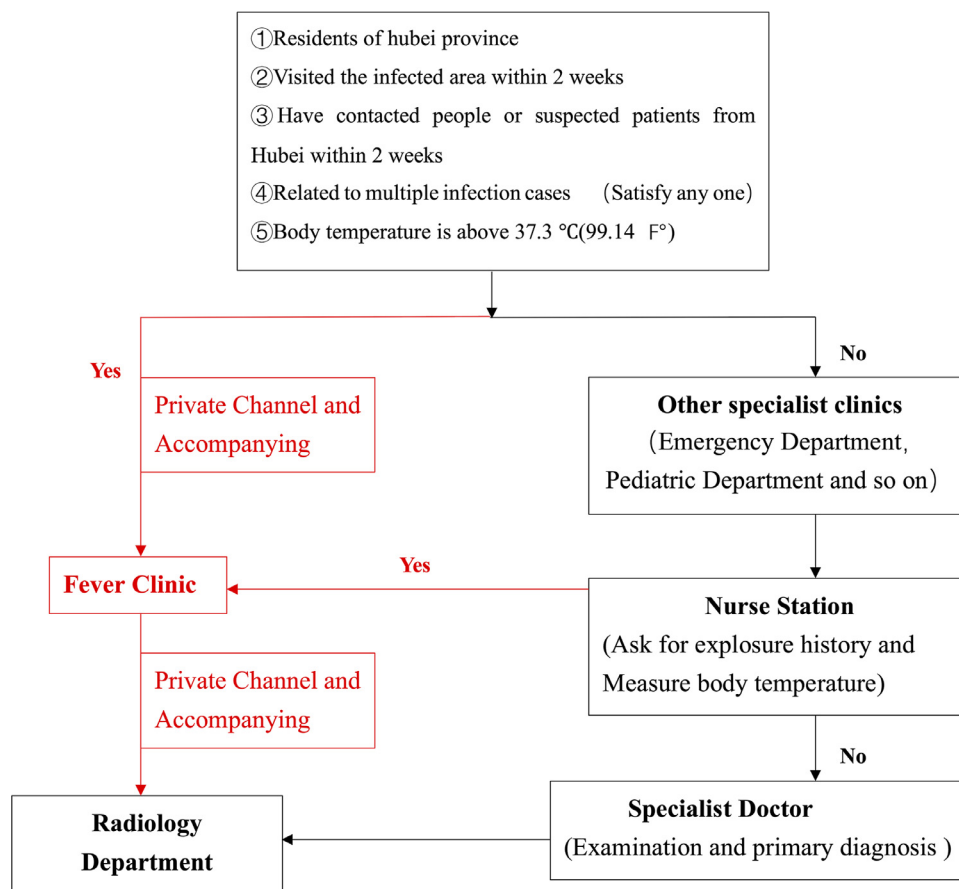 ①Residents of hubei province
②Visited the infected area within 2 weeks
③Have contacted people or suspected patients from
Hubei within 2 weeks
④Related to multiple infection cases （Satisfy any one）
⑤Body temperature is above 37.3 ℃(99.14 F°)
Yes
No
Private Channel and
Accompanying
Other specialist clinics
（Emergency Department,
Pediatric Department and so on）
Fever Clinic
Yes
Nurse Station
(Ask for explosure history and
Measure body temperature)
Private Channel and
Accompanying
No
Radiology
Department
Specialist Doctor
(Examination and primary diagnosis )